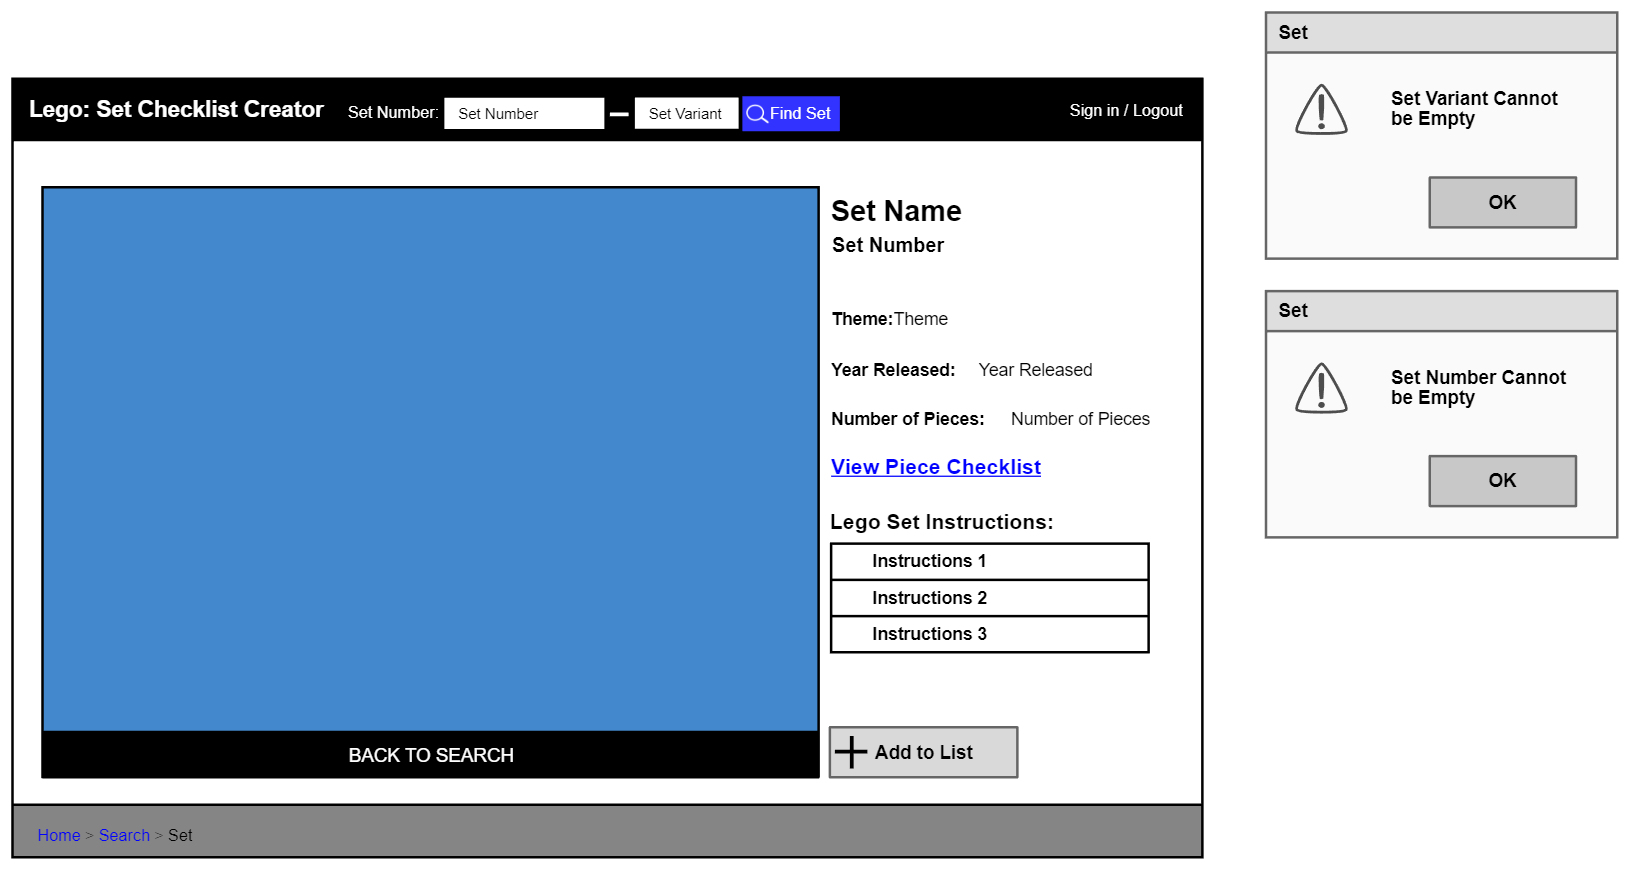 Lego: Set Checklist Creator
Set Number:
Set Number
Set Variant
Find Set
Sign in / Logout
Set Name
Set Number
Theme:Theme
Year Released: Year Released
Number of Pieces: Number of Pieces
View Piece Checklist
Lego Set Instructions:
Instructions 1
Instructions 2
Instructions 3
BACK TO SEARCH
Add to List
Home > Search > Set
Set
Set Variant Cannot
be Empty
OK
Set
Set Number Cannot
be Empty
OK